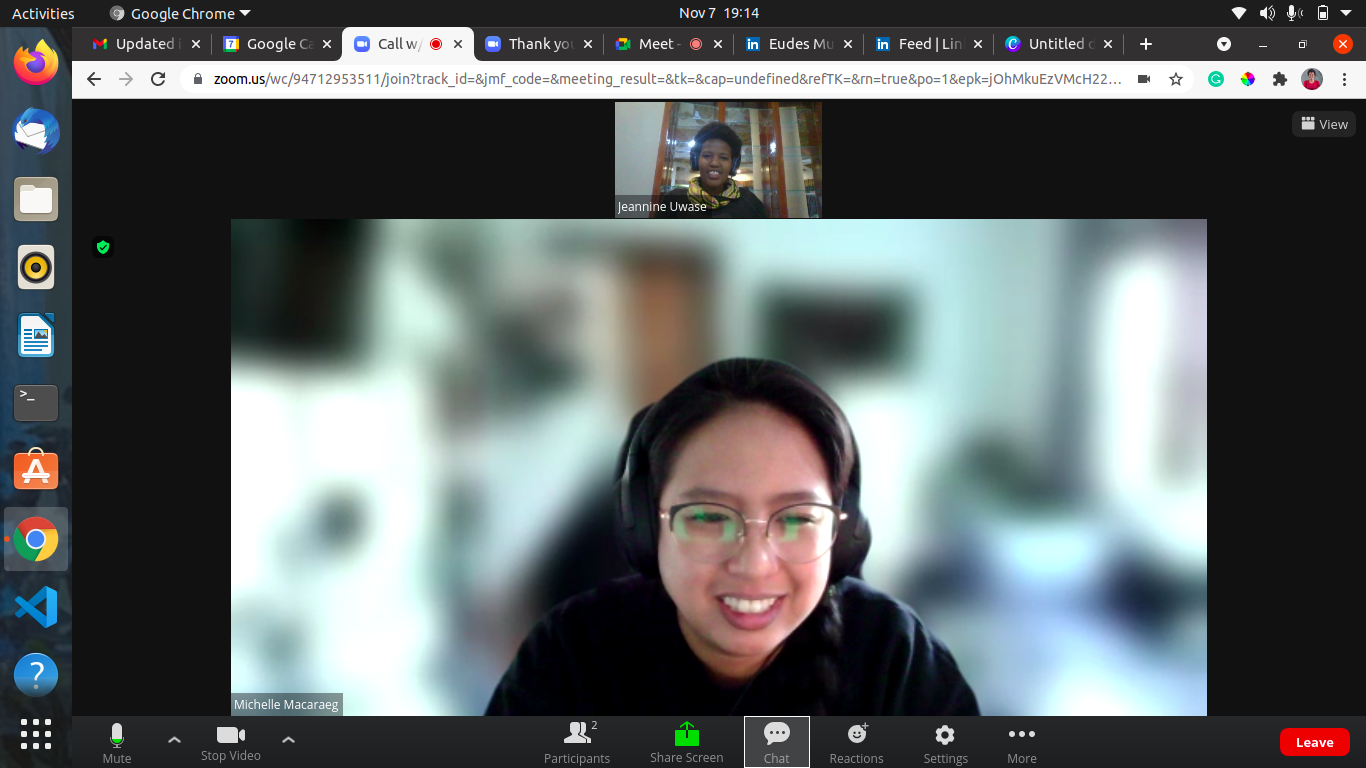 Activities
Google Chrome
Nov 7 19:14
Updated i
Google Ca
Call w/
Thank you
Meet -
Eudes Mu
Feed | Lin
Untitled d
zoom.us/wc/94712953511/join?track_id=&jmf_code=&meeting_result=&tk=&cap=undefined&refTK=&rn=true&po=1&epk=jOhMkuEzVMcH22...
View
Jeannine Uwase
Michelle Macaraeg
Mute
Stop Video
2
Participants
Share Screen
Chat
Reactions
Settings
More
Leave